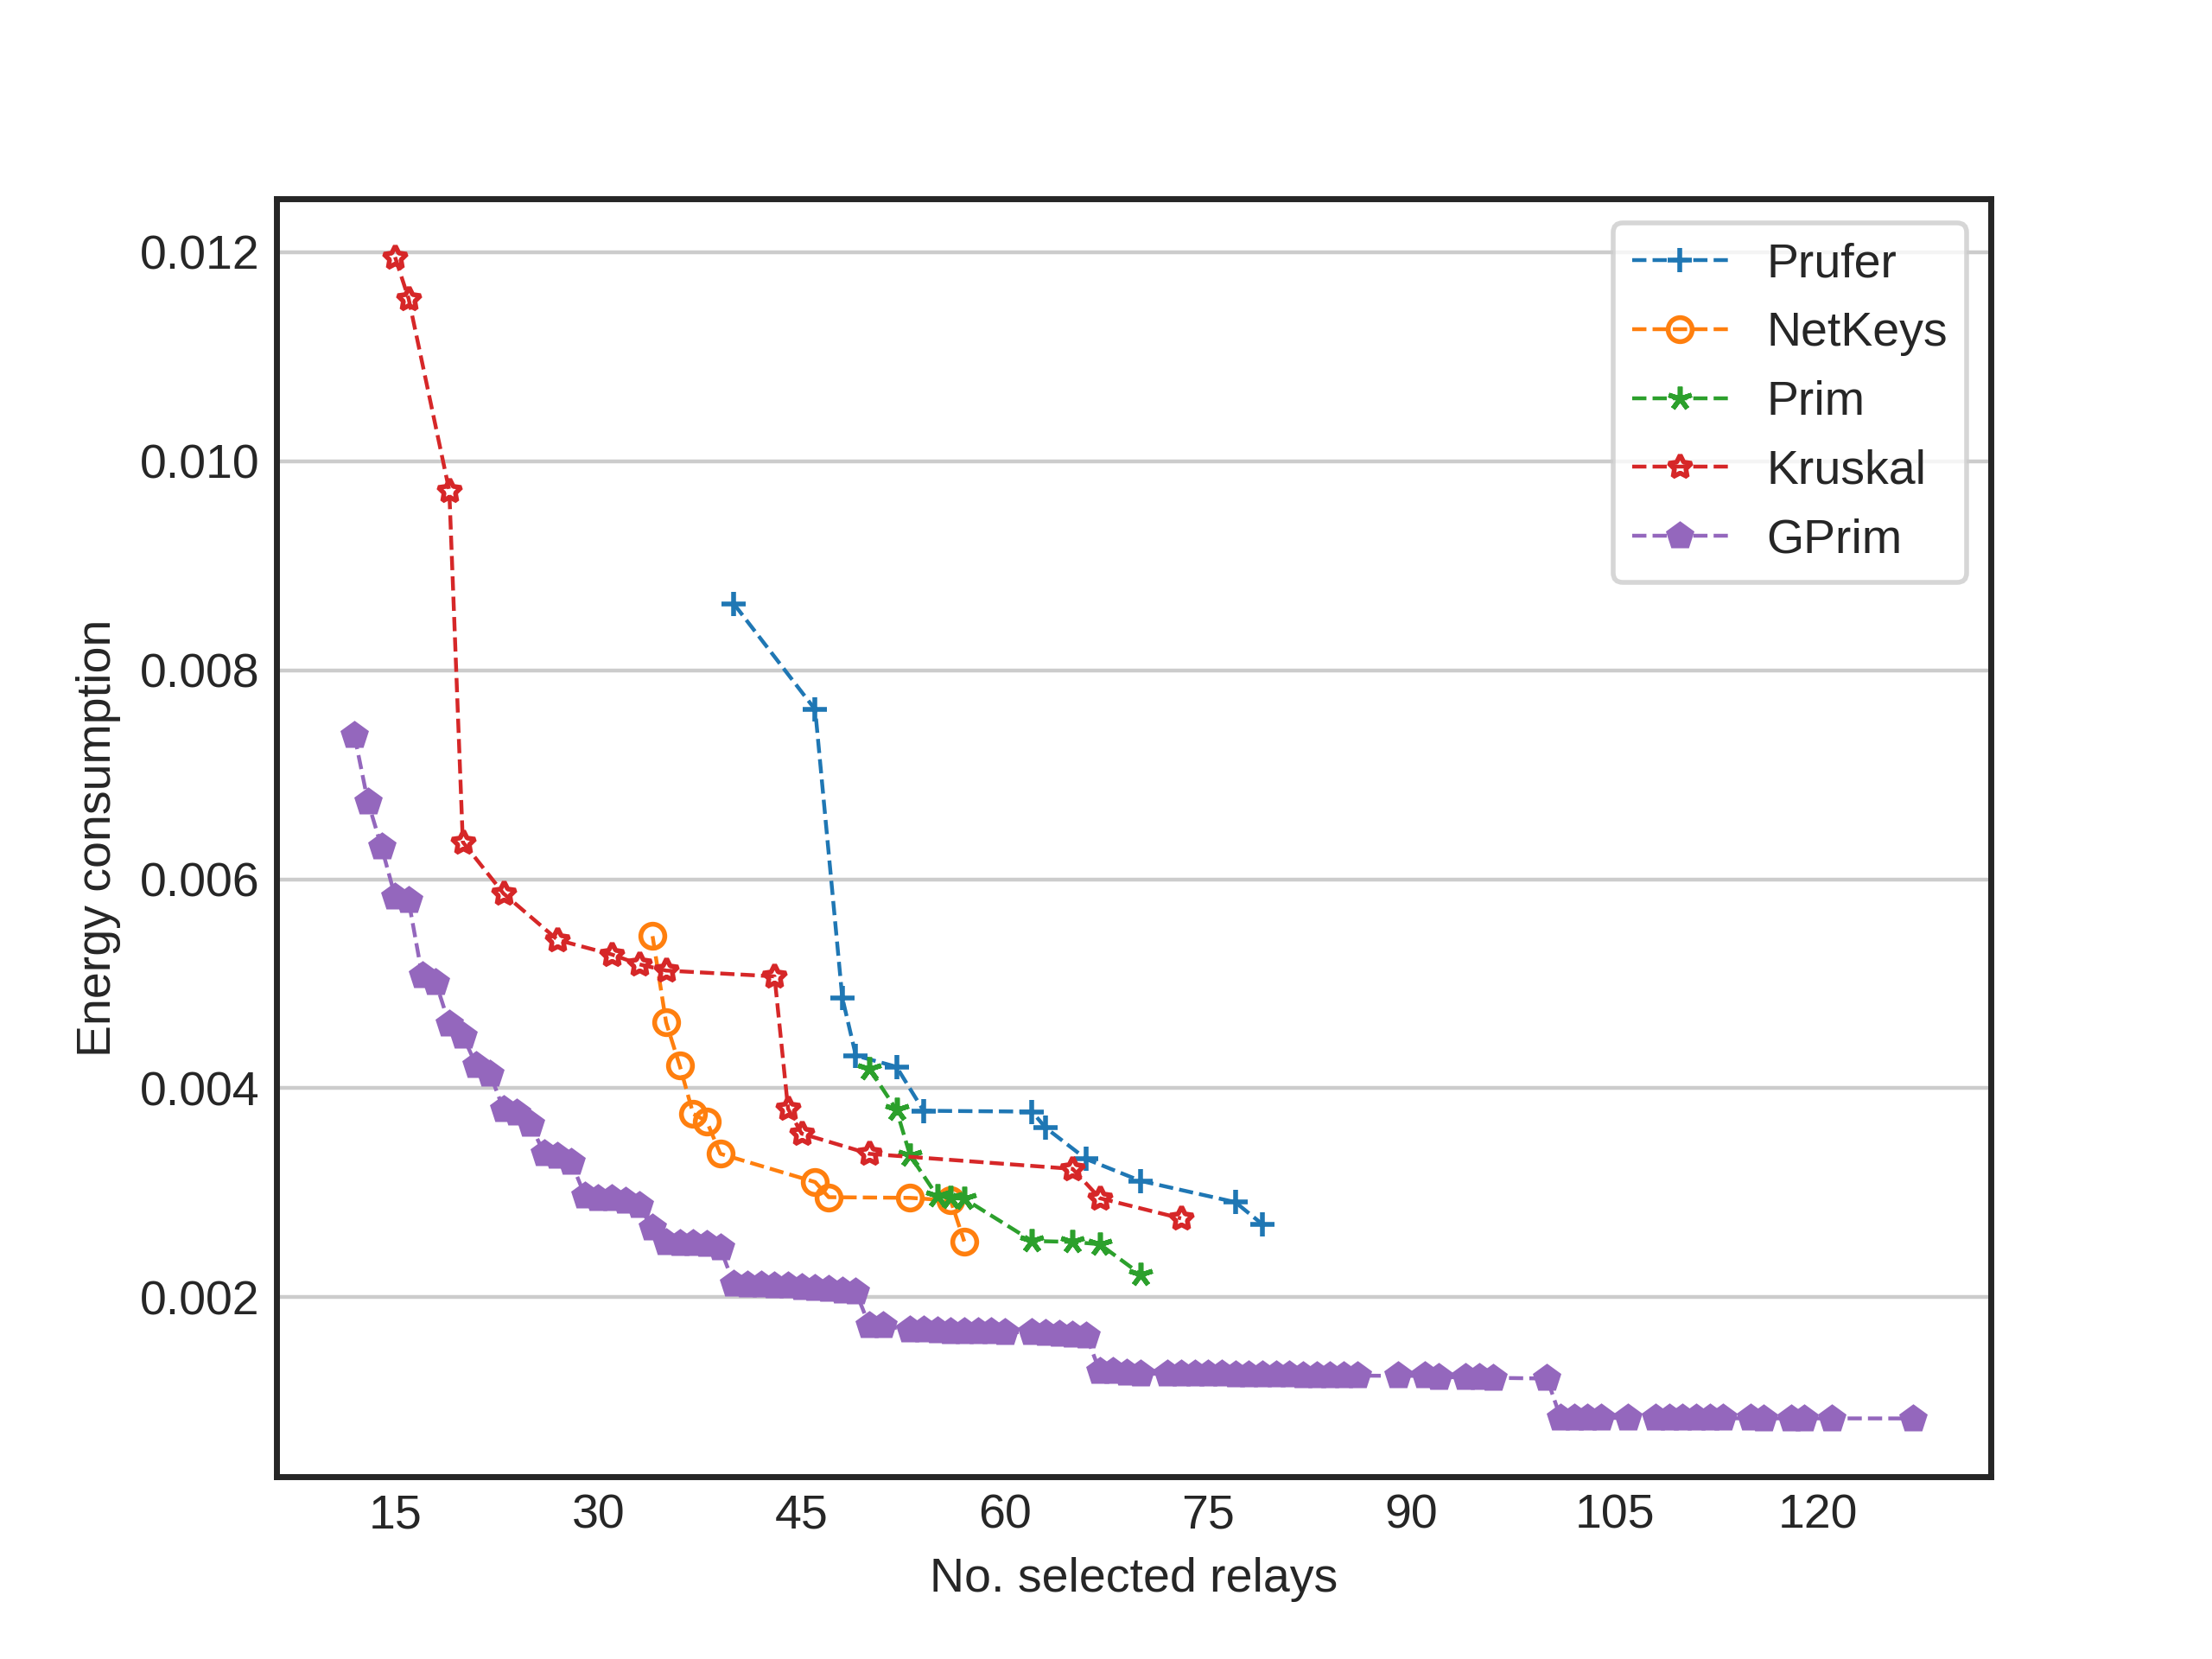 0.012
0.010
0.008
0.006
0.004
0.002
Energy consumption
Prufer
NetKeys
Prim
Kruskal
GPrim
15 30 45 60 75 90 105 120
No. selected relays